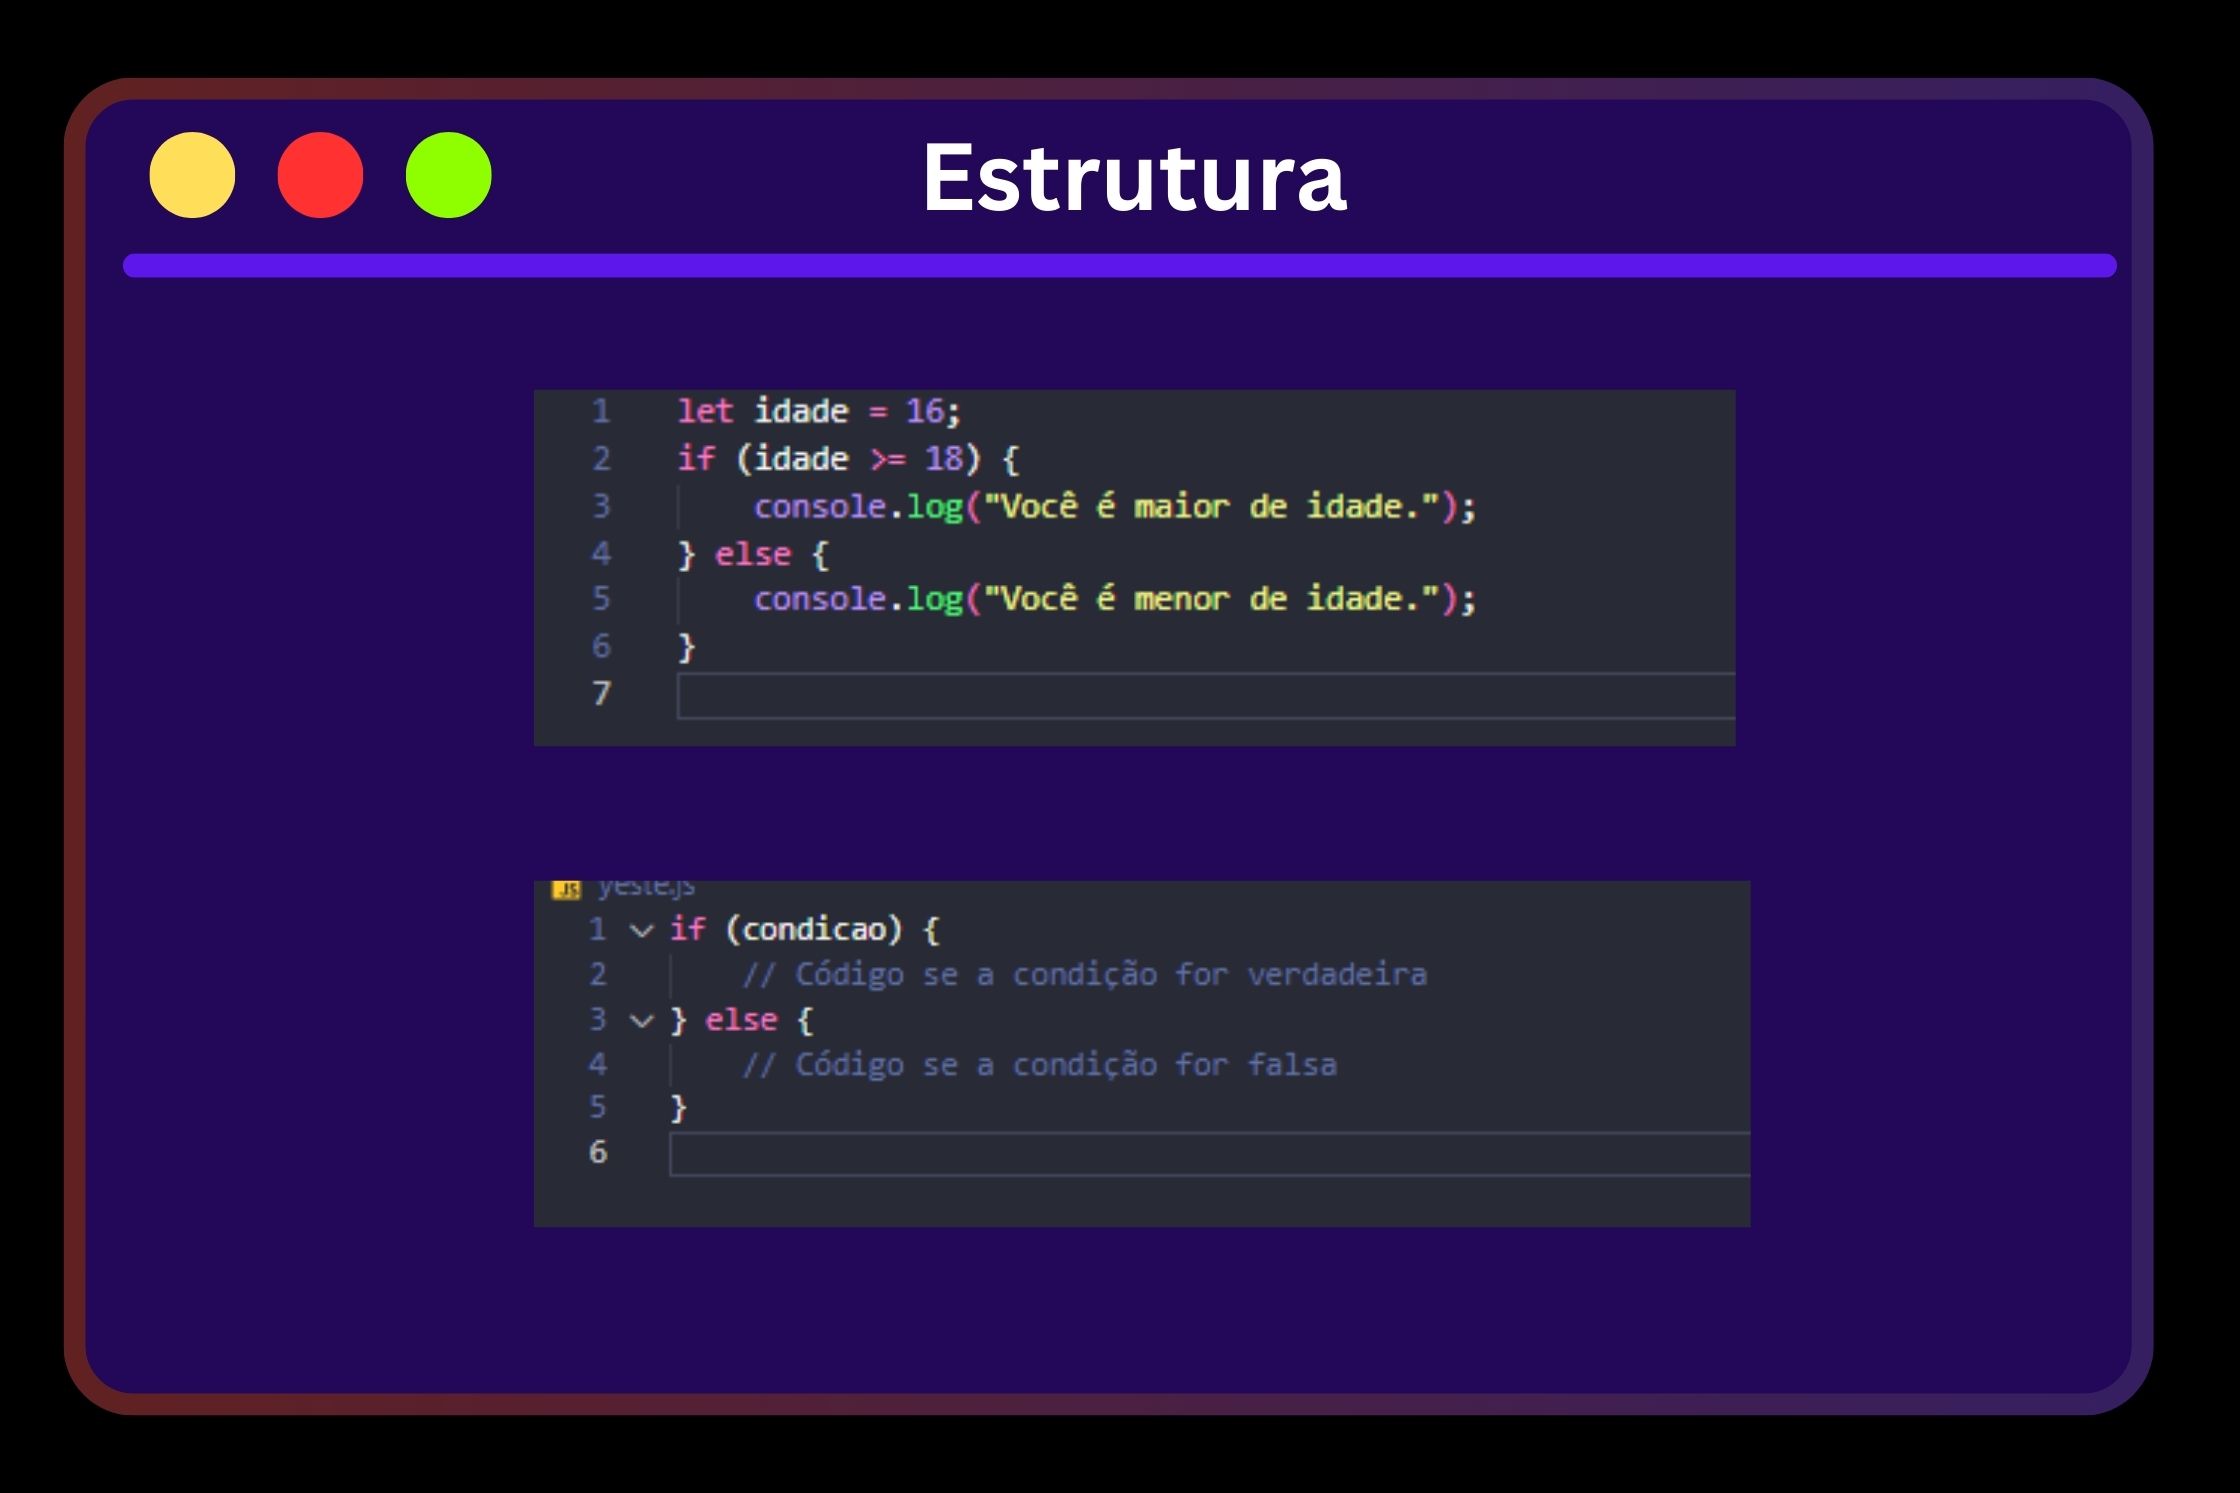 Estrutura
1 let idade = 16;
2 if (idade >= 18) {
3 console.log("Você é maior de idade.");
4 } else {
5 console.log("Você é menor de idade.");
6 }
7
JS yeste.js
1 if (condicao) {
2 // Código se a condição for verdadeira
3 } else {
4 // Código se a condição for falsa
5 }
6